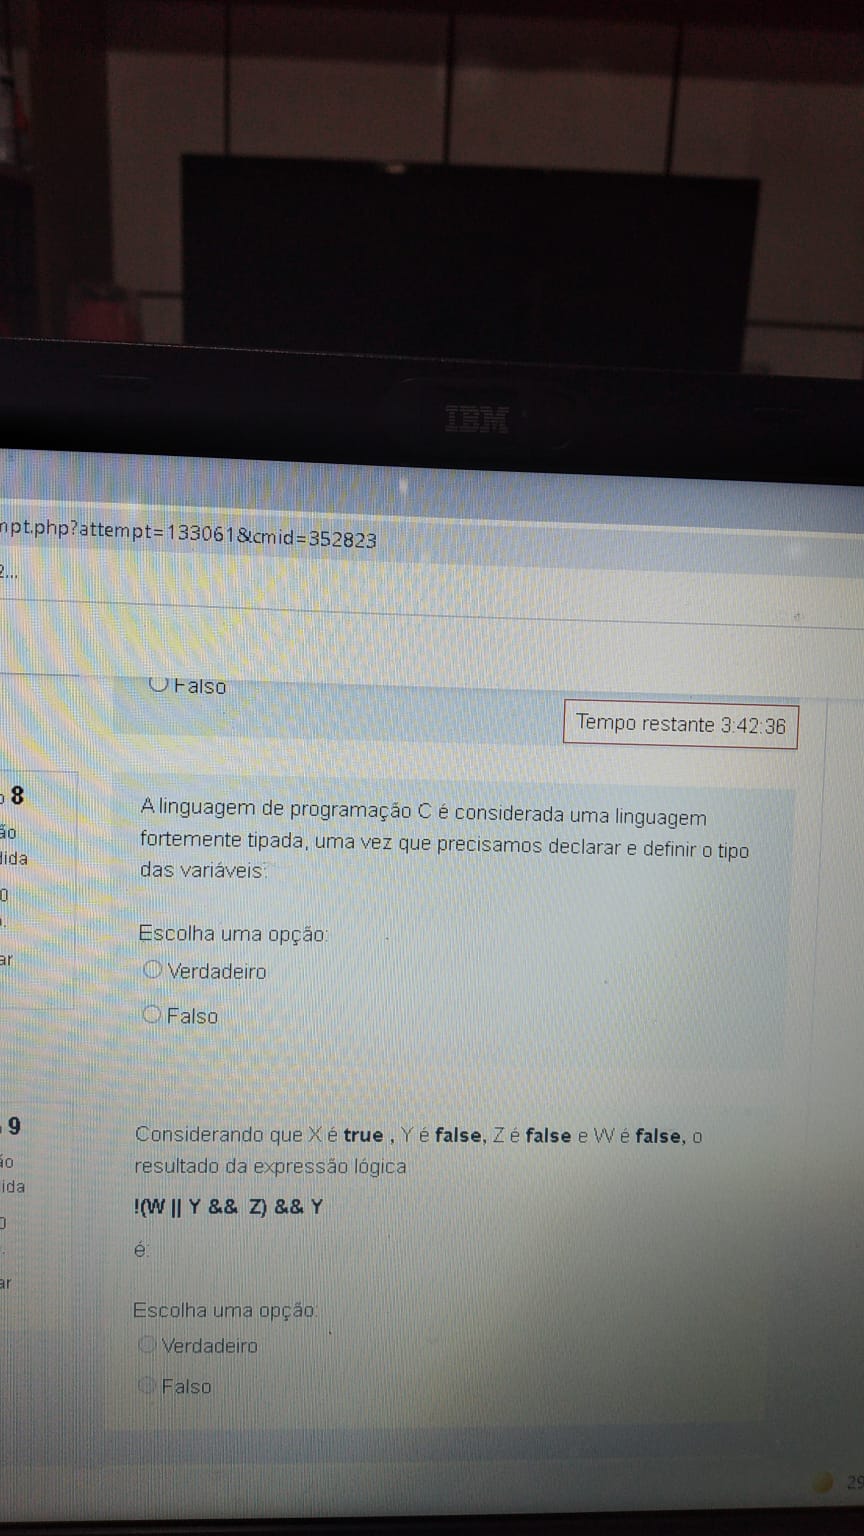 IBM
mpt.php?attempt=133061&cmid=352823
2...
Falso
Tempo restante 3:42:36
8
ão
dida
0
ar
A linguagem de programação C é considerada uma linguagem
fortemente tipada, uma vez que precisamos declarar e definir o tipo
das variáveis:
Escolha uma opção:
Verdadeiro
Falso
9
ão
ida
0
ar
Considerando que X é true , Y é false, Z é false e W é false, o
resultado da expressão lógica
!(W || Y && Z) && Y
é:
Escolha uma opção:
Verdadeiro
Falso
29